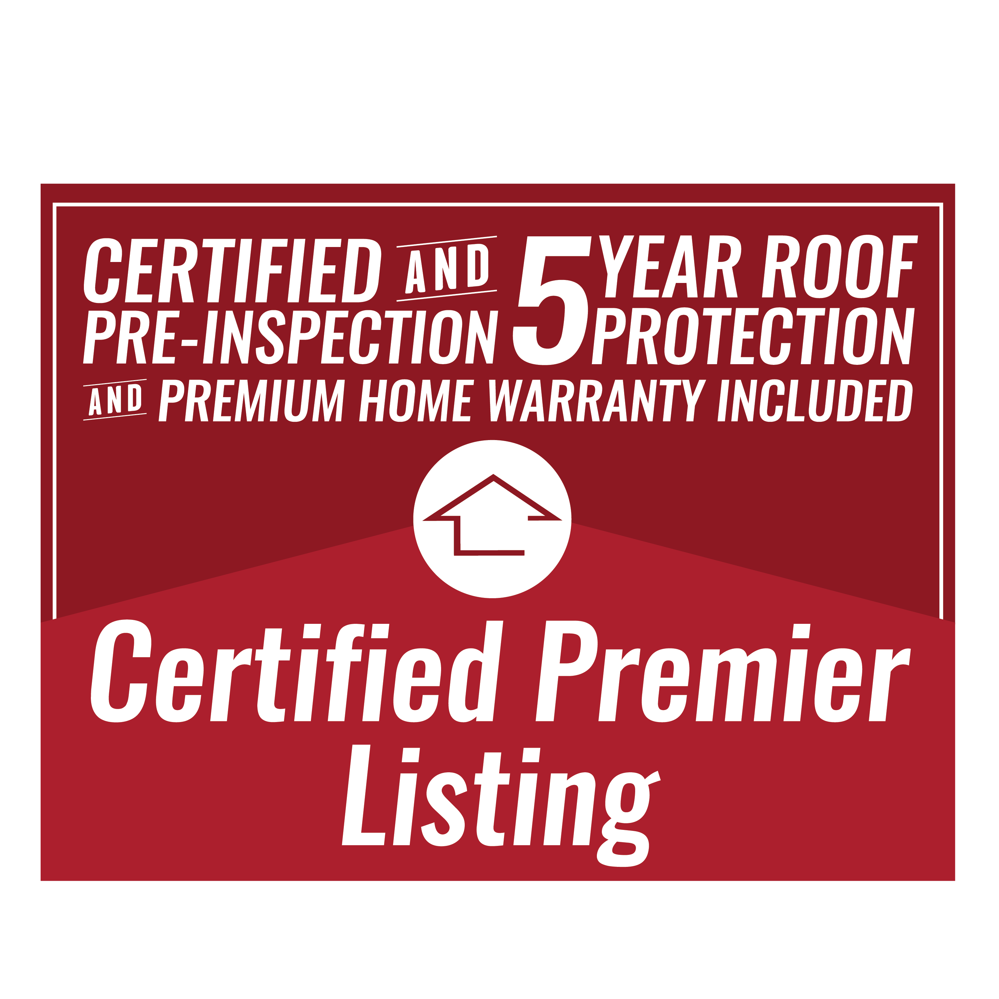 CERTIFIED AND 5 YEAR ROOF
PRE-INSPECTION PROTECTION
AND PREMIUM HOME WARRANTY INCLUDED
Certified Premier
Listing